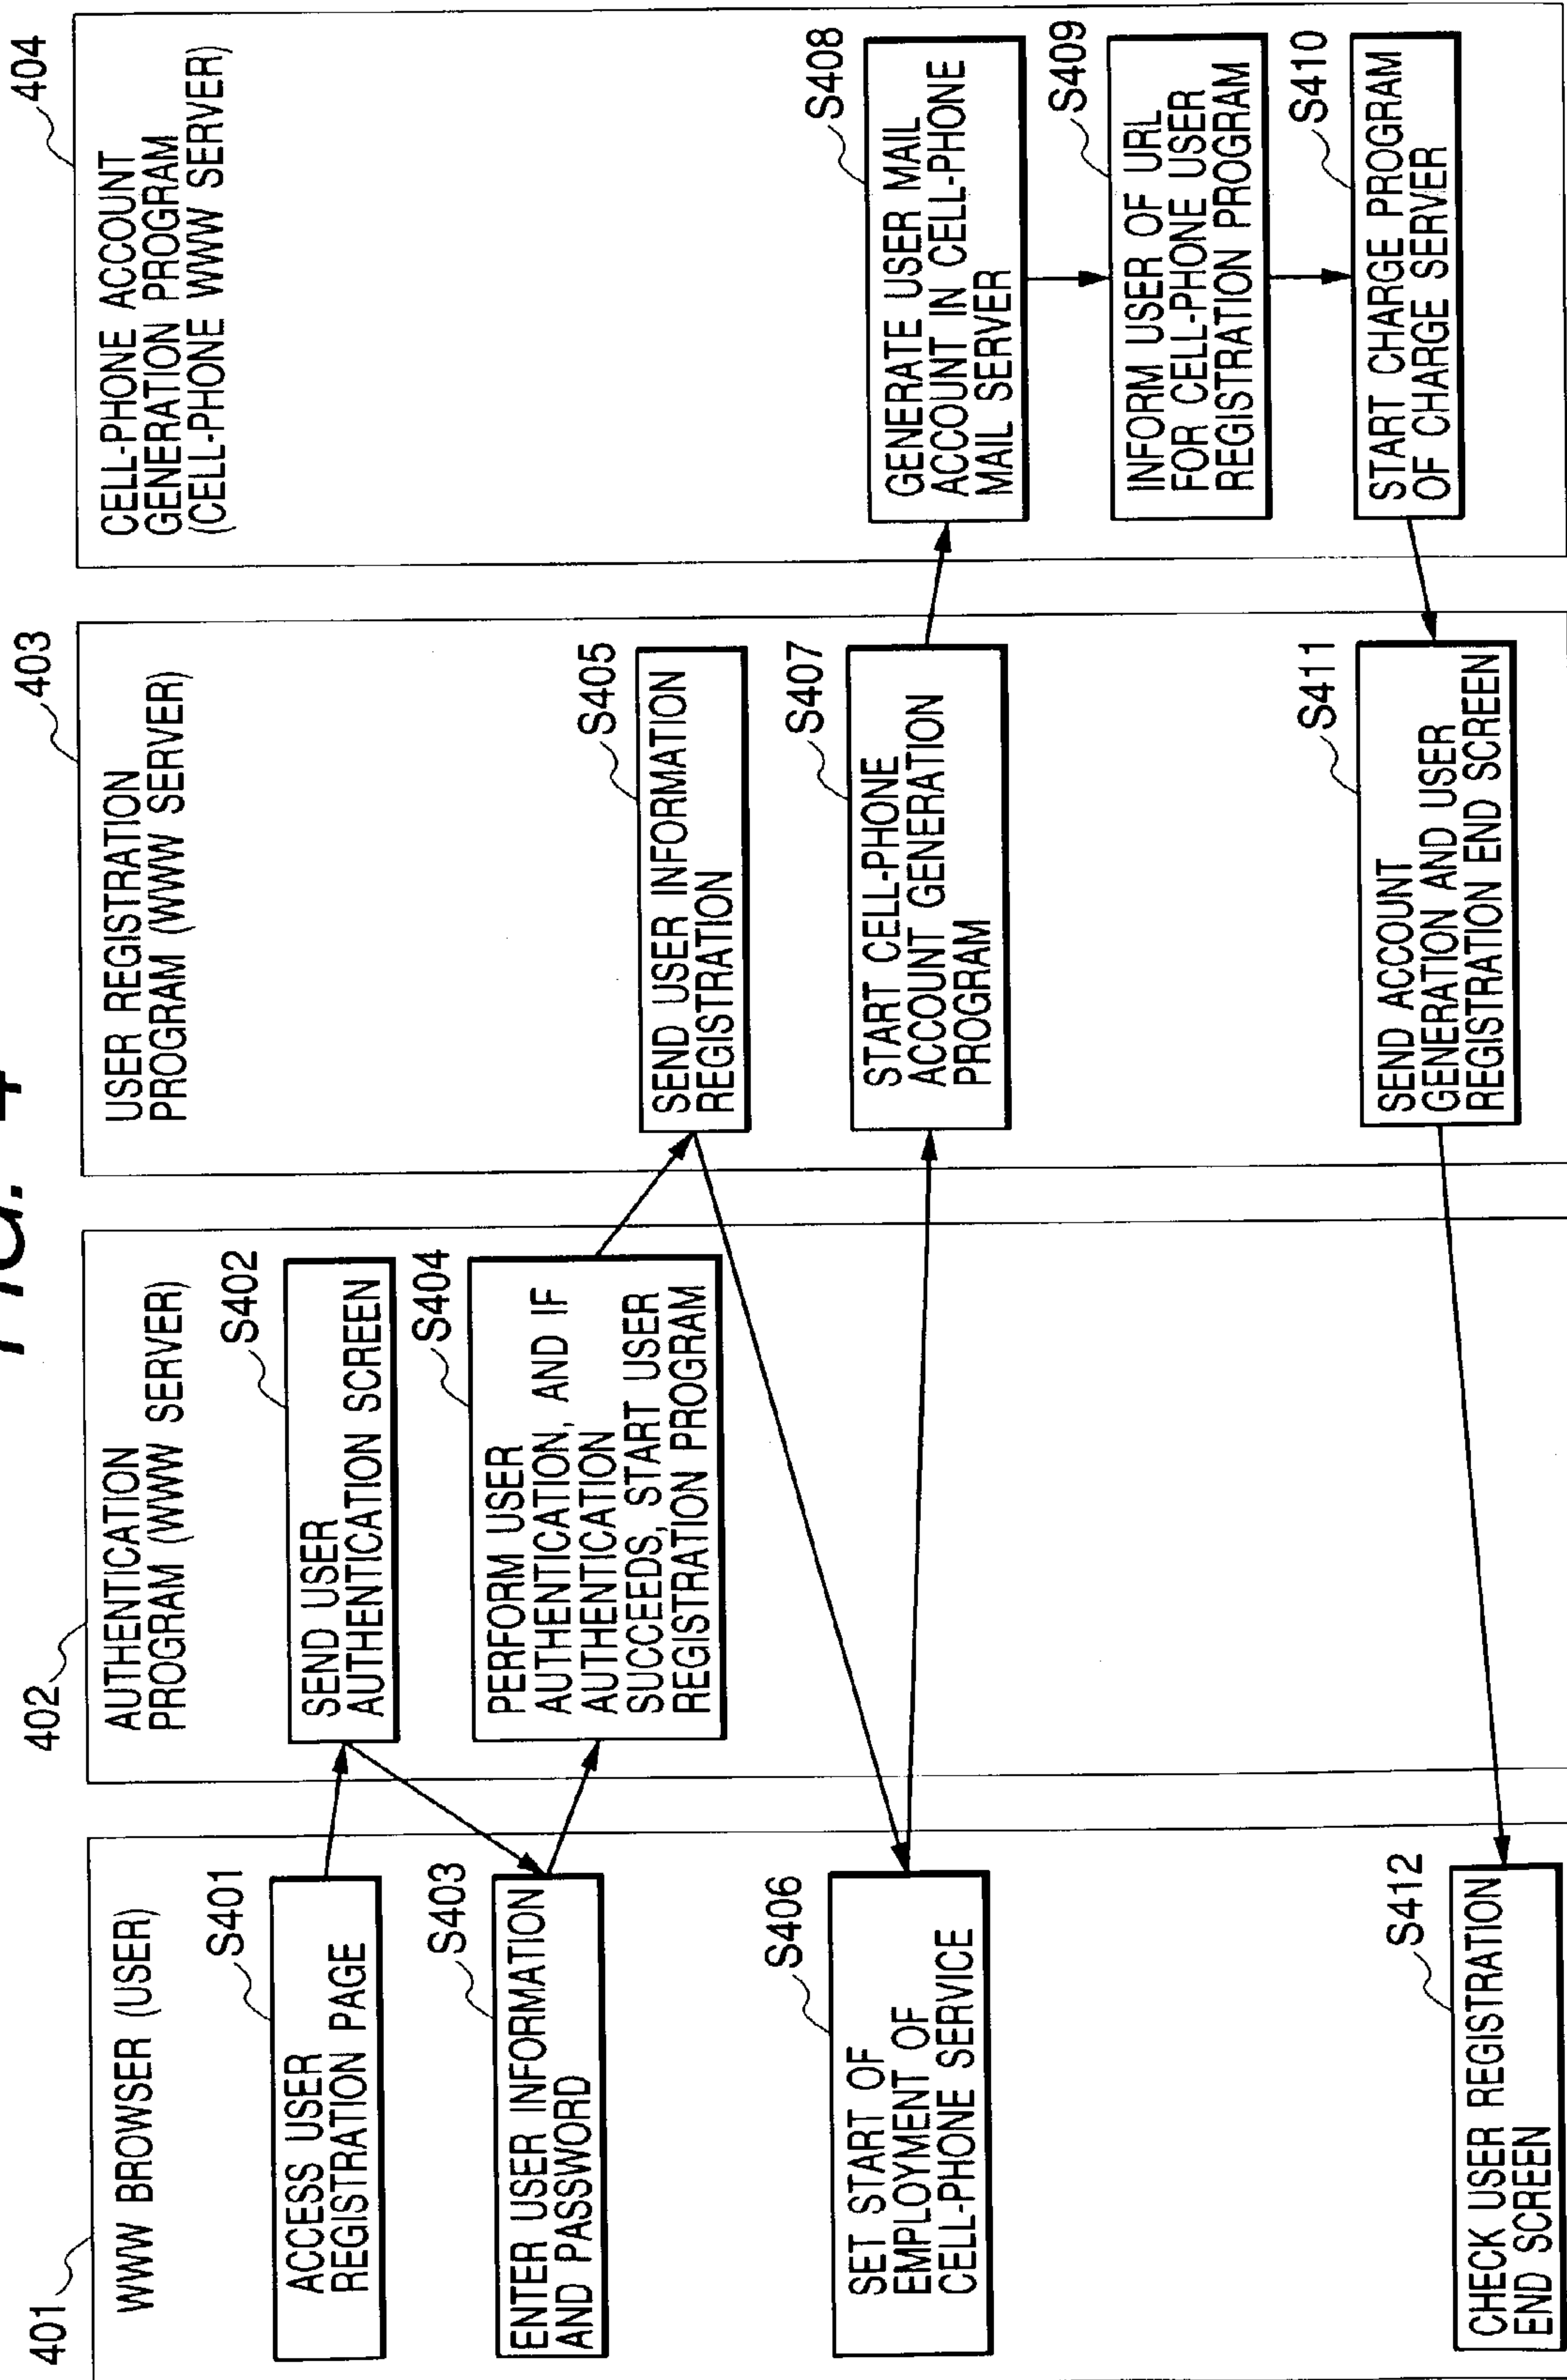 FIG. 4
401
WWW BROWSER (USER)
S401
ACCESS USER
REGISTRATION PAGE
S403
ENTER USER INFORMATION
AND PASSWORD
S406
SET START OF
EMPLOYMENT OF
CELL-PHONE SERVICE
S412
CHECK USER REGISTRATION
END SCREEN
402
AUTHENTICATION
PROGRAM (WWW SERVER)
S402
SEND USER
AUTHENTICATION SCREEN
S404
PERFORM USER
AUTHENTICATION, AND IF
AUTHENTICATION
SUCCEEDS, START USER
REGISTRATION PROGRAM
403
USER REGISTRATION
PROGRAM (WWW SERVER)
S405
SEND USER INFORMATION
REGISTRATION
S407
START CELL-PHONE
ACCOUNT GENERATION
PROGRAM
S411
SEND ACCOUNT
GENERATION AND USER
REGISTRATION END SCREEN
404
CELL-PHONE ACCOUNT
GENERATION PROGRAM
(CELL-PHONE WWW SERVER)
S408
GENERATE USER MAIL
ACCOUNT IN CELL-PHONE
MAIL SERVER
S409
INFORM USER OF URL
FOR CELL-PHONE USER
REGISTRATION PROGRAM
S410
START CHARGE PROGRAM
OF CHARGE SERVER